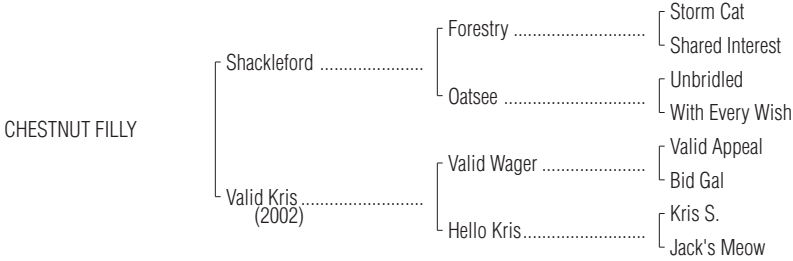 Storm Cat
Forestry ............................
Shared Interest
Shackleford ......................
Unbridled
Oatsee ..............................
With Every Wish
CHESTNUT FILLY
Valid Appeal
Valid Wager ......................
Bid Gal
Valid Kris..........................
(2002)
Kris S.
Hello Kris..........................
Jack's Meow